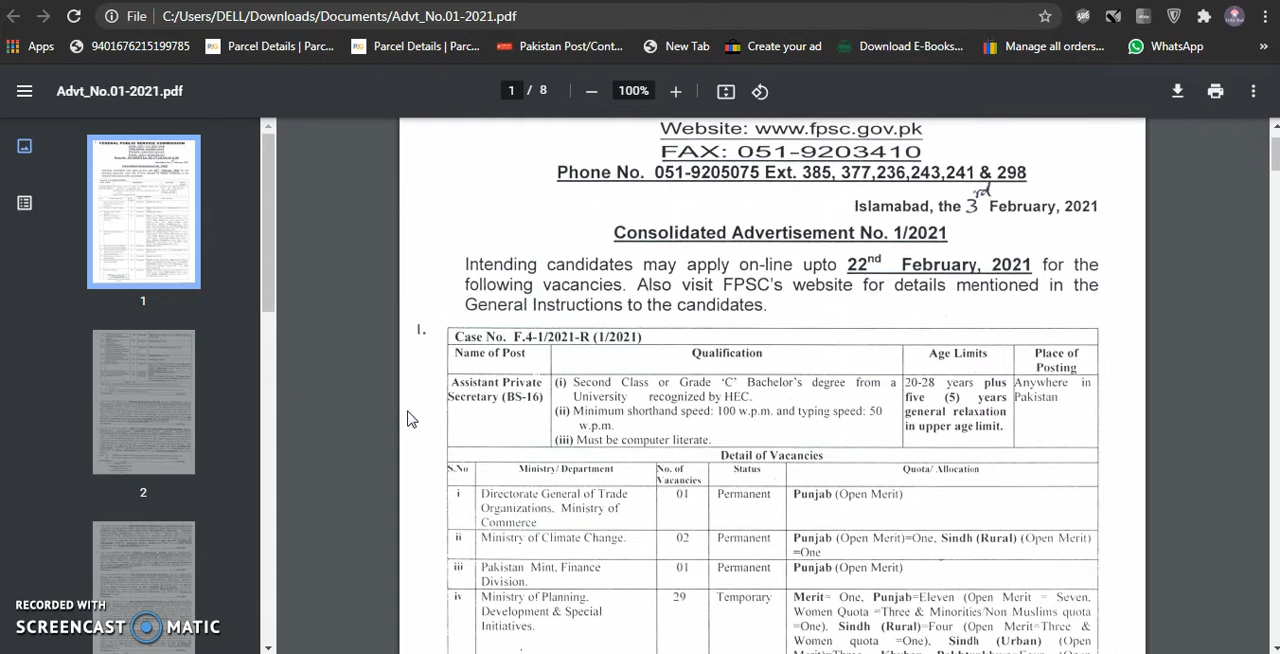 File | C:/Users/DELL/Downloads/Documents/Advt_No.01-2021.pdf
Apps 9401676215199785 Parcel Details | Parc... Parcel Details | Parc... Pakistan Post/Cont... New Tab Create your ad Download E-Books... Manage all orders... WhatsApp »
Advt_No.01-2021.pdf 1 / 8 — 100% +
Website: www.fpsc.gov.pk
FAX: 051-9203410
Phone No. 051-9205075 Ext. 385, 377,236,243,241 & 298
Islamabad, the 3rd February, 2021
Consolidated Advertisement No. 1/2021
Intending candidates may apply on-line upto 22nd February, 2021 for the
following vacancies. Also visit FPSC's website for details mentioned in the
General Instructions to the candidates.
1.
Case No. F.4-1/2021-R (1/2021)
Name of Post Qualification Age Limits Place of
Posting
Assistant Private (i) Second Class or Grade ‘C’ Bachelor's degree from a 20-28 years plus Anywhere in
Secretary (BS-16) University recognized by HEC. five (5) years Pakistan
(ii) Minimum shorthand speed: 100 w.p.m. and typing speed: 50 general relaxation
w.p.m. in upper age limit.
(iii) Must be computer literate.
Detail of Vacancies
S.No Ministry/ Department No. of Status Quota/ Allocation
Vacancies
i Directorate General of Trade 01 Permanent Punjab (Open Merit)
Organizations, Ministry of
Commerce
ii Ministry of Climate Change. 02 Permanent Punjab (Open Merit)=One, Sindh (Rural) (Open Merit)
=One
iii Pakistan Mint, Finance 01 Permanent Punjab (Open Merit)
Division.
iv Ministry of Planning, 29 Temporary Merit= One, Punjab=Eleven (Open Merit = Seven,
Development & Special Women Quota =Three & Minorities/Non Muslims quota
Initiatives. =One), Sindh (Rural)=Four (Open Merit=Three &
Women quota =One), Sindh (Urban) (Open
1
2
RECORDED WITH
SCREENCAST MATIC